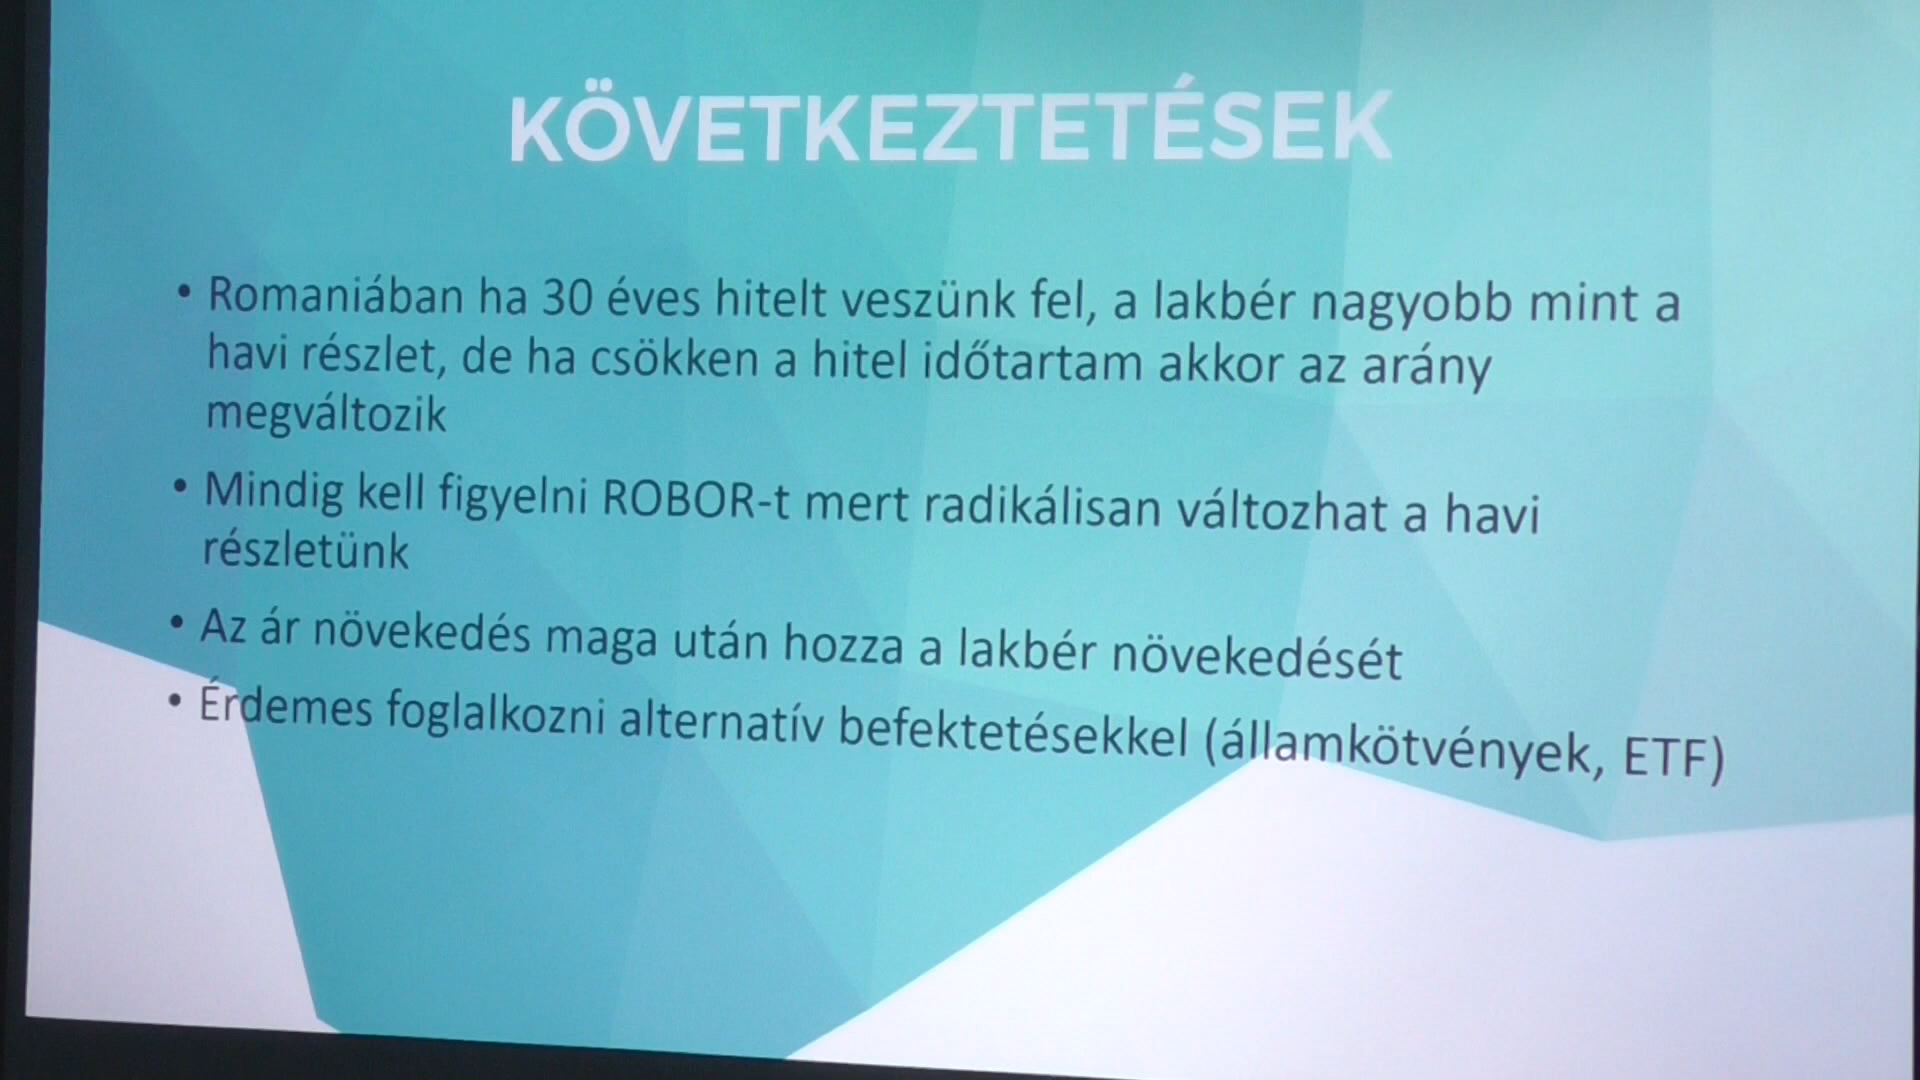 KÖVETKEZTETÉSEK
• Romaniában ha 30 éves hitelt veszünk fel, a lakbér nagyobb mint a
havi részlet, de ha csökken a hitel időtartam akkor az arány
megváltozik
• Mindig kell figyelni ROBOR-t mert radikálisan változhat a havi
részletünk
• Az ár növekedés maga után hozza a lakbér növekedését
• Érdemes foglalkozni alternatív befektetésekkel (államkötvények, ETF)